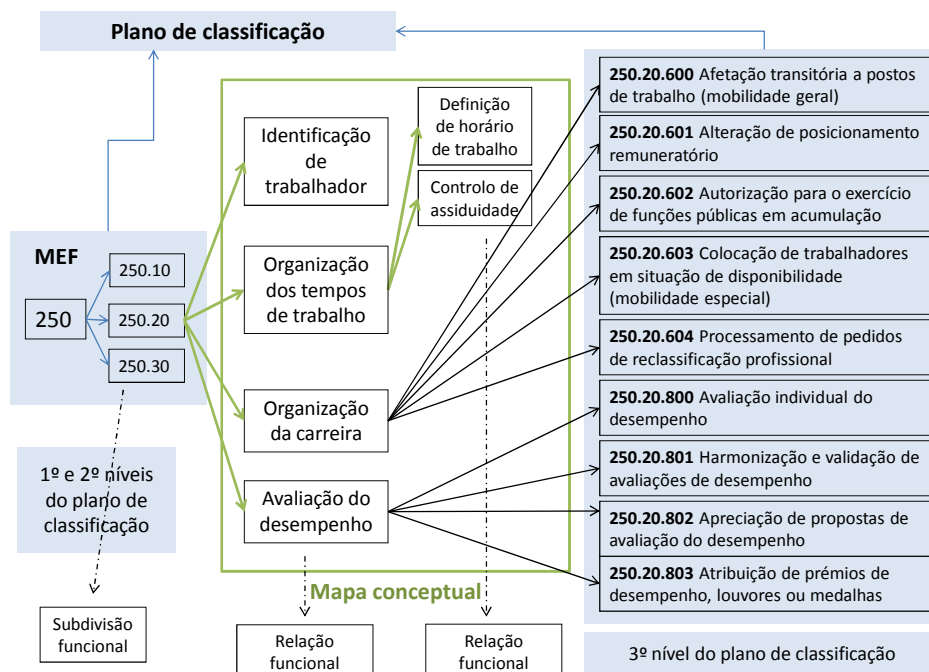 Plano de classificação
MEF
250
250.10
250.20
250.30
1º e 2º níveis
do plano de
classificação
Subdivisão
funcional
Identificação
de
trabalhador
Organização
dos tempos
de trabalho
Organização
da carreira
Avaliação do
desempenho
Definição
de horário
de trabalho
Controlo de
assiduidade
Mapa conceptual
Relação
funcional
Relação
funcional
250.20.600 Afetação transitória a postos
de trabalho (mobilidade geral)
250.20.601 Alteração de posicionamento
remuneratório
250.20.602 Autorização para o exercício
de funções públicas em acumulação
250.20.603 Colocação de trabalhadores
em situação de disponibilidade
(mobilidade especial)
250.20.604 Processamento de pedidos
de reclassificação profissional
250.20.800 Avaliação individual do
desempenho
250.20.801 Harmonização e validação de
avaliações de desempenho
250.20.802 Apreciação de propostas de
avaliação do desempenho
250.20.803 Atribuição de prémios de
desempenho, louvores ou medalhas
3º nível do plano de classificação